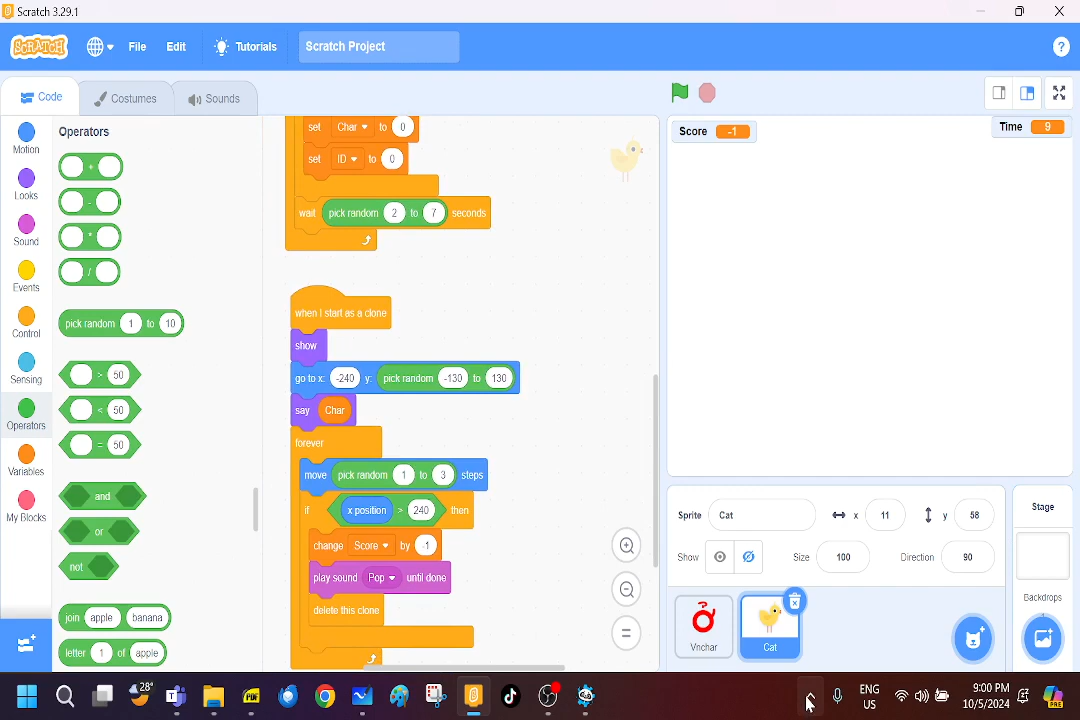 Scratch 3.29.1
SCRATCH
File
Edit
Tutorials
Scratch Project
?
Code
Costumes
Sounds
Motion
Looks
Sound
Events
Control
Sensing
Operators
Variables
My Blocks
Operators
+
-
*
/
pick random 1 to 10
> 50
< 50
= 50
and
or
not
join apple banana
letter 1 of apple
set Char to 0
set ID to 0
wait pick random 2 to 7 seconds
when I start as a clone
show
go to x: -240 y: pick random -130 to 130
say Char
forever
move pick random 1 to 3 steps
if x position > 240 then
change Score by -1
play sound Pop until done
delete this clone
Score -1
Time 9
Sprite Cat x 11 y 58
Show Size 100 Direction 90
Vnchar
Cat
Stage
Backdrops
28°
PDF
ENG
US
9:00 PM
10/5/2024
PRE